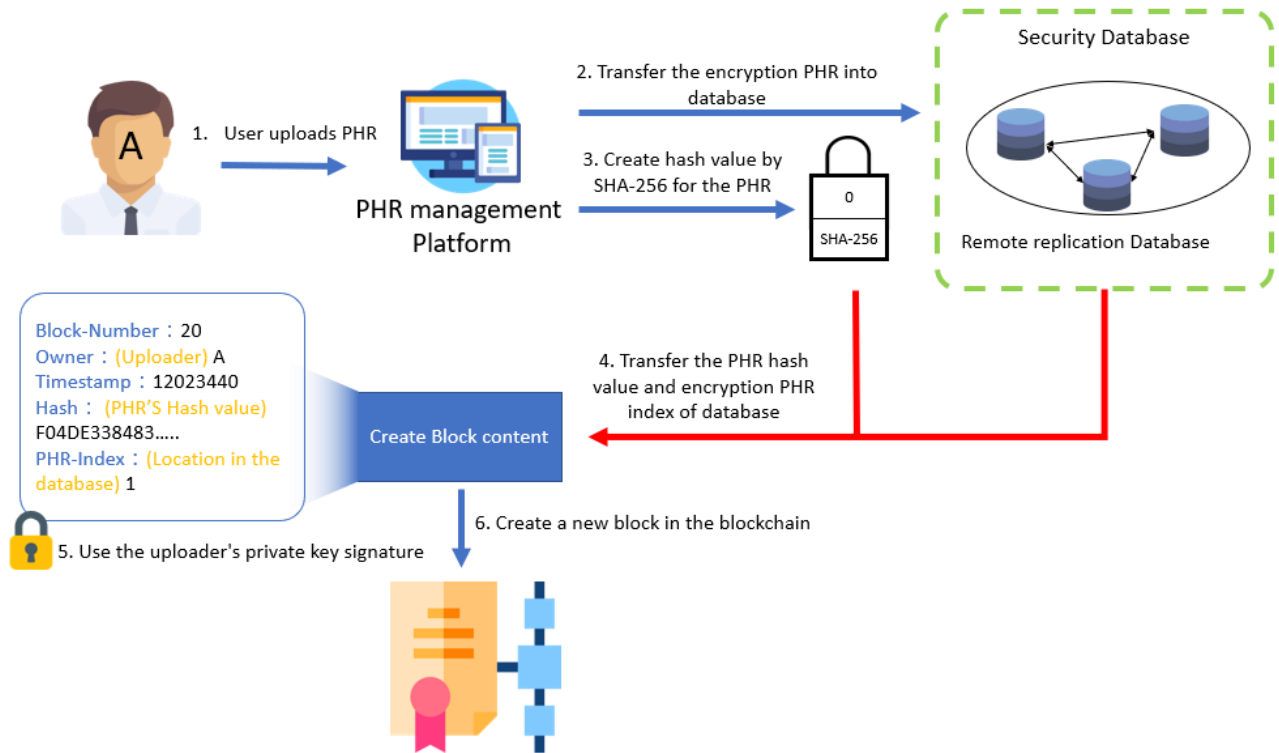 Security Database
2. Transfer the encryption PHR into
database
A
1. User uploads PHR
3. Create hash value by
SHA-256 for the PHR
PHR management
Platform
0
SHA-256
Remote replication Database
Block-Number：20
Owner：(Uploader) A
Timestamp：12023440
Hash： (PHR'S Hash value)
F04DE338483.....
PHR-Index：(Location in the
database) 1
4. Transfer the PHR hash
value and encryption PHR
index of database
Create Block content
6. Create a new block in the blockchain
5. Use the uploader's private key signature